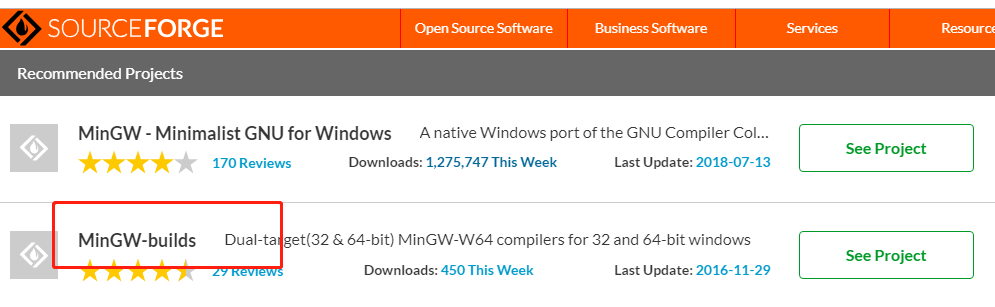 SOURCEFORGE Open Source Software Business Software Services Resource
Recommended Projects
MinGW - Minimalist GNU for Windows A native Windows port of the GNU Compiler Col...
170 Reviews Downloads: 1,275,747 This Week Last Update: 2018-07-13
See Project
MinGW-builds Dual-target(32 & 64-bit) MinGW-W64 compilers for 32 and 64-bit windows
29 Reviews Downloads: 450 This Week Last Update: 2016-11-29
See Project